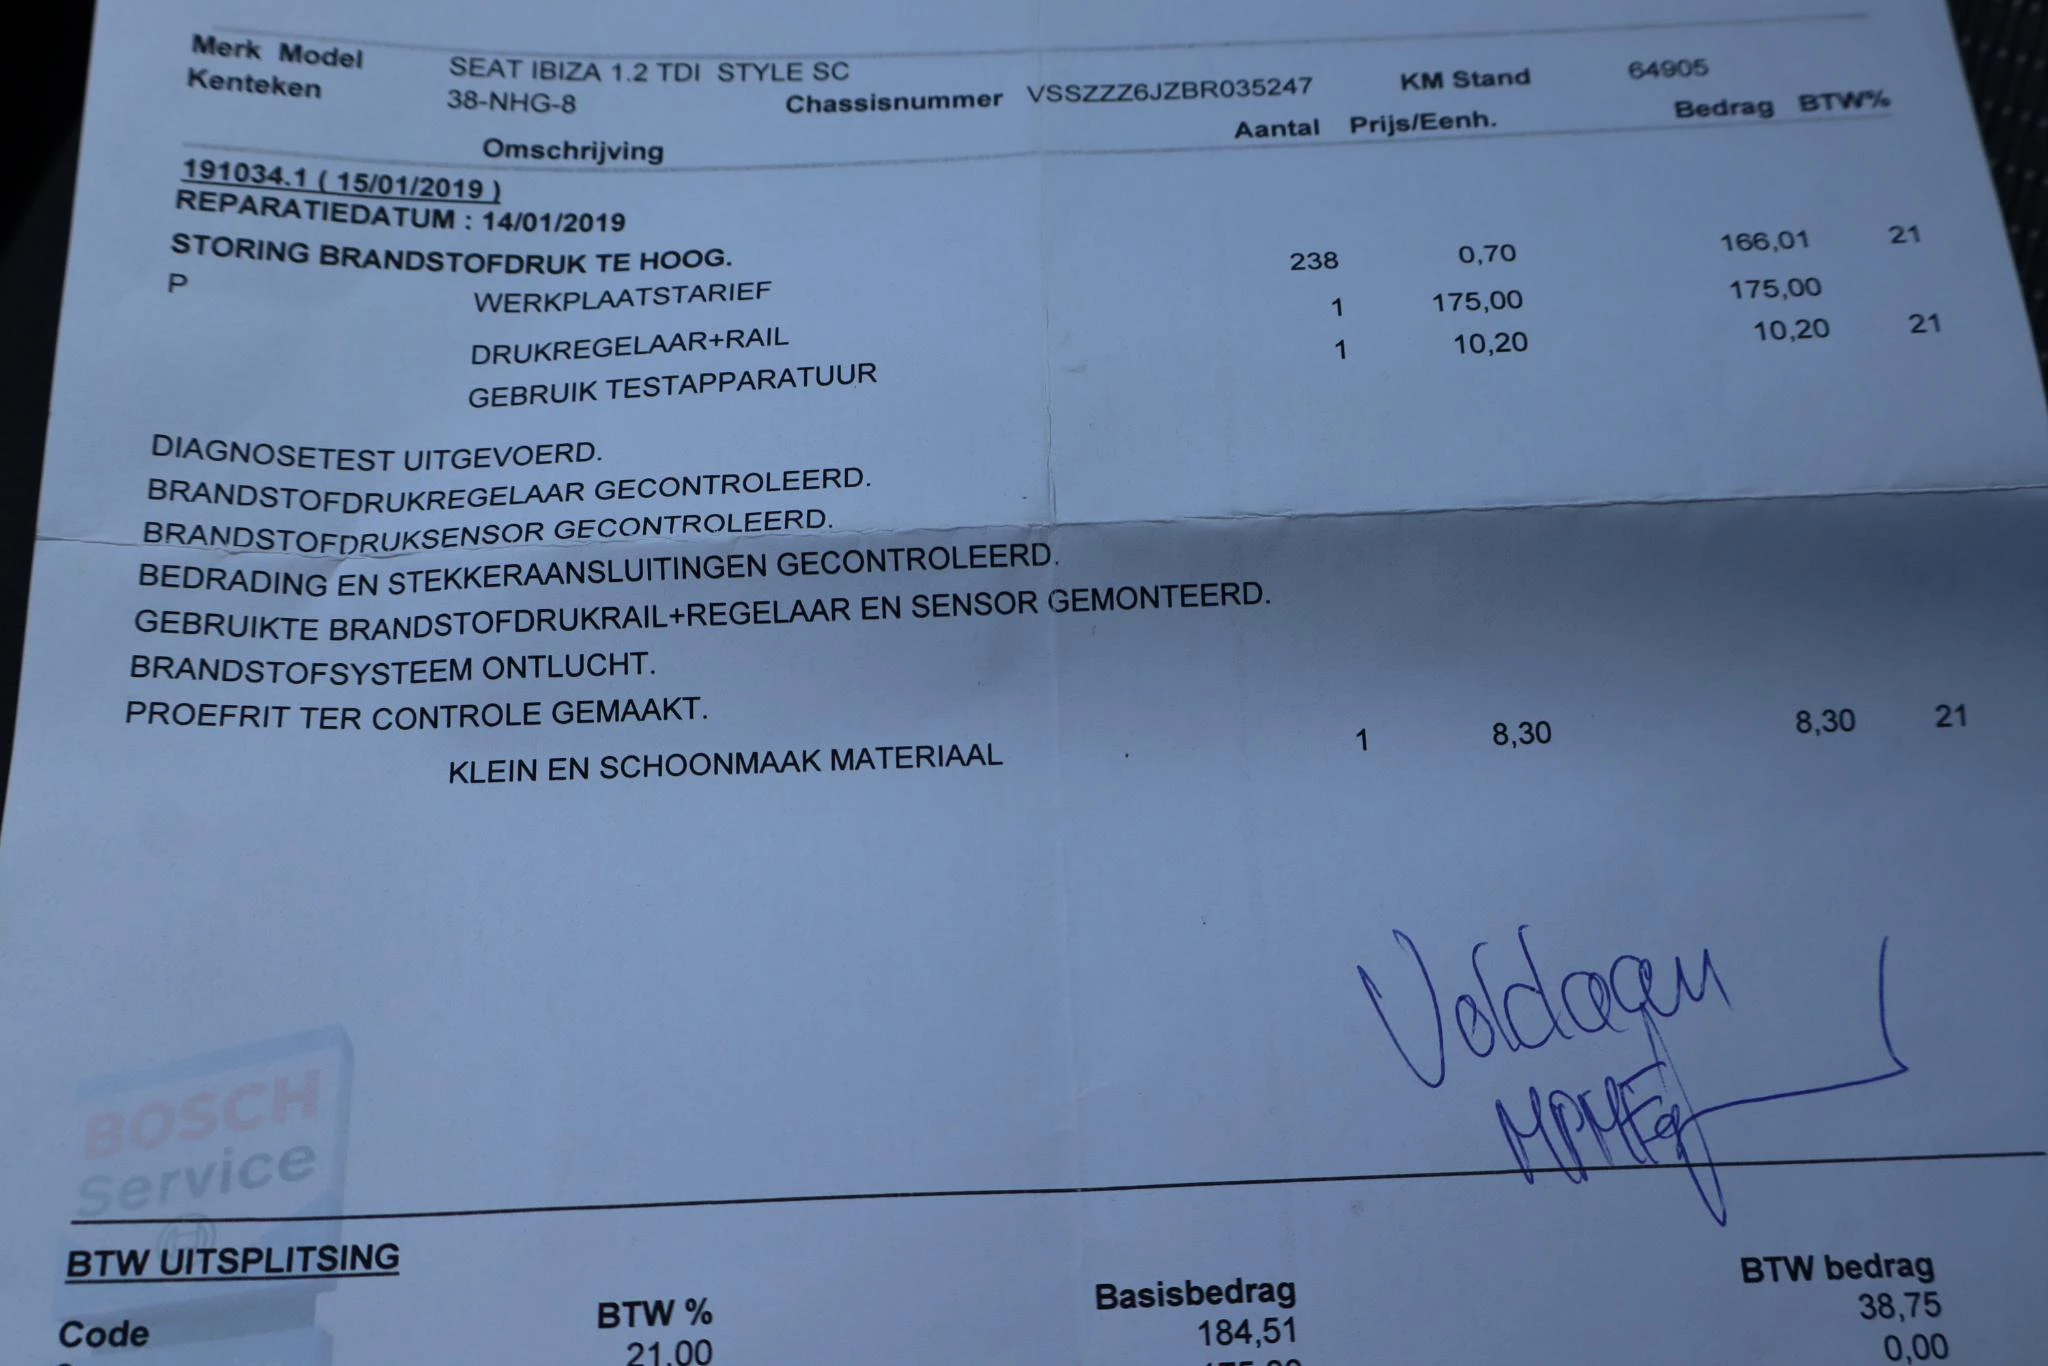 Merk Model SEAT IBIZA 1.2 TDI STYLE SC KM Stand 64905
Kenteken 38-NHG-8 Chassisnummer VSSZZZ6JZBR035247
Omschrijving Aantal Prijs/Eenh. Bedrag BTW%
191034.1 ( 15/01/2019 )
REPARATIEDATUM : 14/01/2019
STORING BRANDSTOFDRUK TE HOOG.
P WERKPLAATSTARIEF 238 0,70 166,01 21
DRUKREGELAAR+RAIL 1 175,00 175,00
GEBRUIK TESTAPPARATUUR 1 10,20 10,20 21
DIAGNOSETEST UITGEVOERD.
BRANDSTOFDRUKREGELAAR GECONTROLEERD.
BRANDSTOFDRUKSENSOR GECONTROLEERD.
BEDRADING EN STEKKERAANSLUITINGEN GECONTROLEERD.
GEBRUIKTE BRANDSTOFDRUKRAIL+REGELAAR EN SENSOR GEMONTEERD.
BRANDSTOFSYSTEEM ONTLUCHT.
PROEFRIT TER CONTROLE GEMAAKT.
KLEIN EN SCHOONMAAK MATERIAAL 1 8,30 8,30 21
Voldaan
BOSCH
Service
BTW UITSPLITSING
Code BTW % Basisbedrag BTW bedrag
21,00 184,51 38,75
0,00